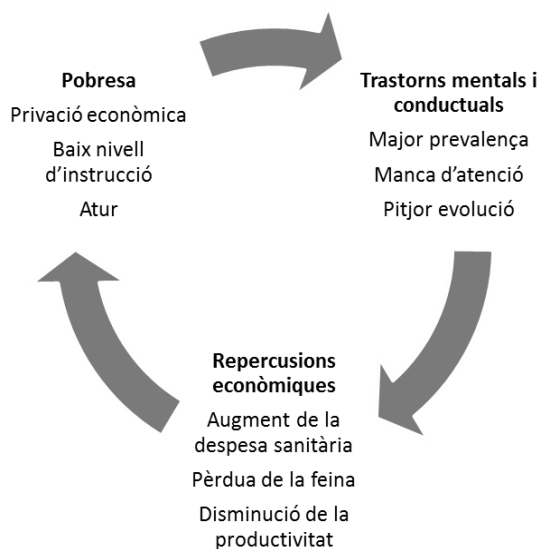 Pobresa
Privació econòmica
Baix nivell
d'instrucció
Atur
Trastorns mentals i
conductuals
Major prevalença
Manca d'atenció
Pitjor evolució
Repercusions
econòmiques
Augment de la
despesa sanitària
Pèrdua de la feina
Disminució de la
productivitat